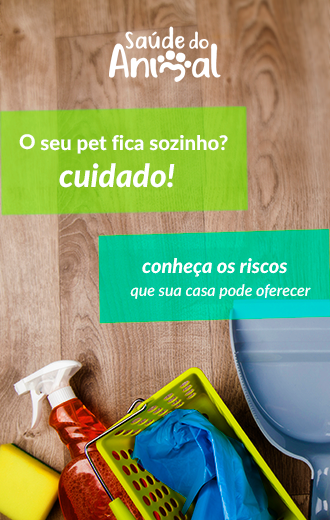 Saúde do
Animal
O seu pet fica sozinho?
cuidado!
conheça os riscos
que sua casa pode oferecer